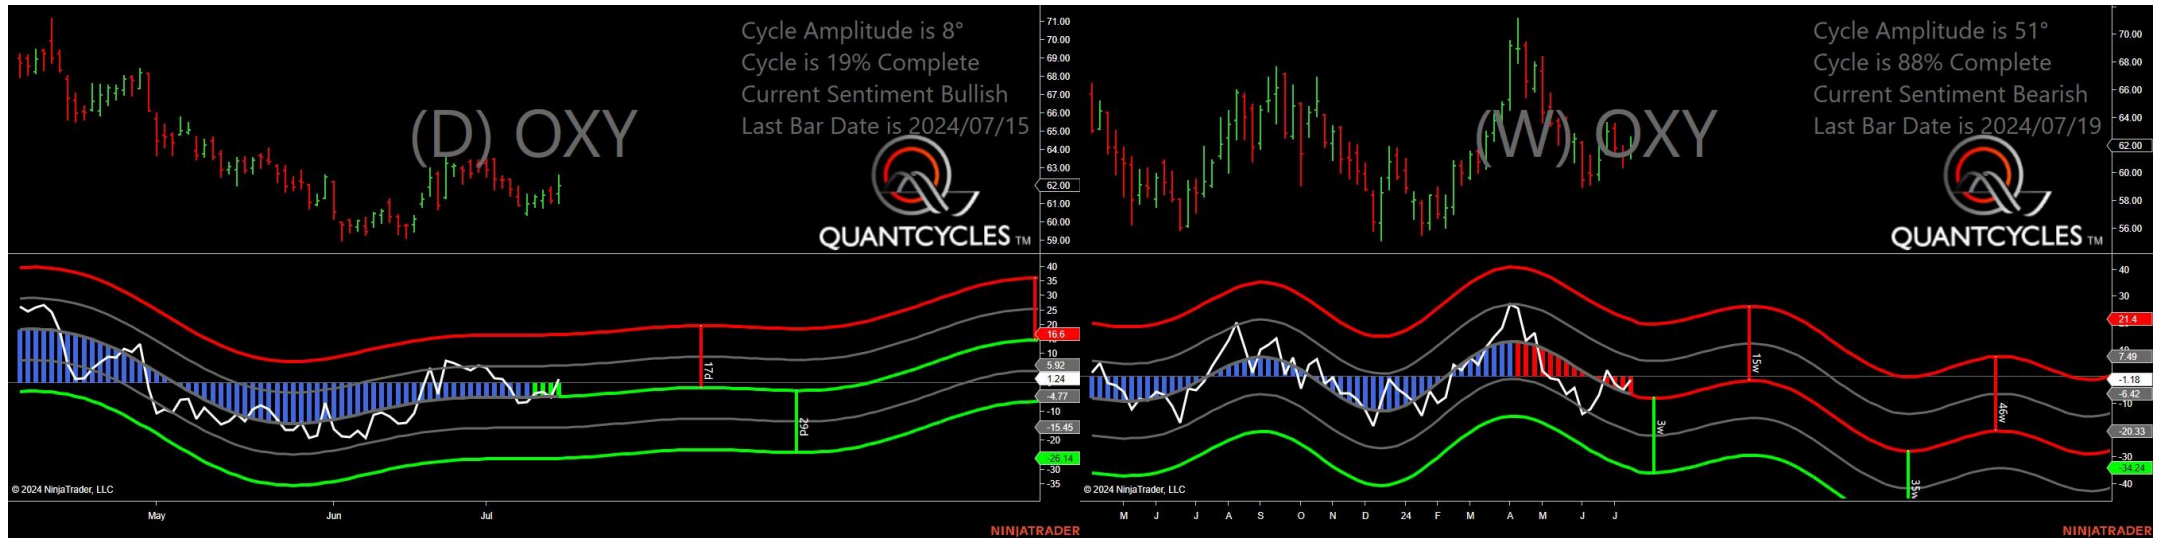 Cycle Amplitude is 8°
Cycle is 19% Complete
Current Sentiment Bullish
Last Bar Date is 2024/07/15
(D) OXY
QUANTCYCLES TM
71.00
70.00
69.00
68.00
67.00
66.00
65.00
64.00
63.00
62.00
61.00
60.00
59.00
40
35
30
25
20
16.6
10
5.92
1.24
-4.77
-10
-15.45
-20
-26.14
-30
-35
17d
29d
© 2024 NinjaTrader, LLC
May Jun Jul
NINJATRADER
Cycle Amplitude is 51°
Cycle is 88% Complete
Current Sentiment Bearish
Last Bar Date is 2024/07/19
(W) OXY
QUANTCYCLES TM
70.00
68.00
66.00
64.00
62.00
60.00
58.00
56.00
40
30
21.4
7.49
-1.18
-6.42
-10
-20.33
-30
-34.24
-40
15w
3w
46w
35w
© 2024 NinjaTrader, LLC
M J J A S O N D 24 F M A M J J
NINJATRADER